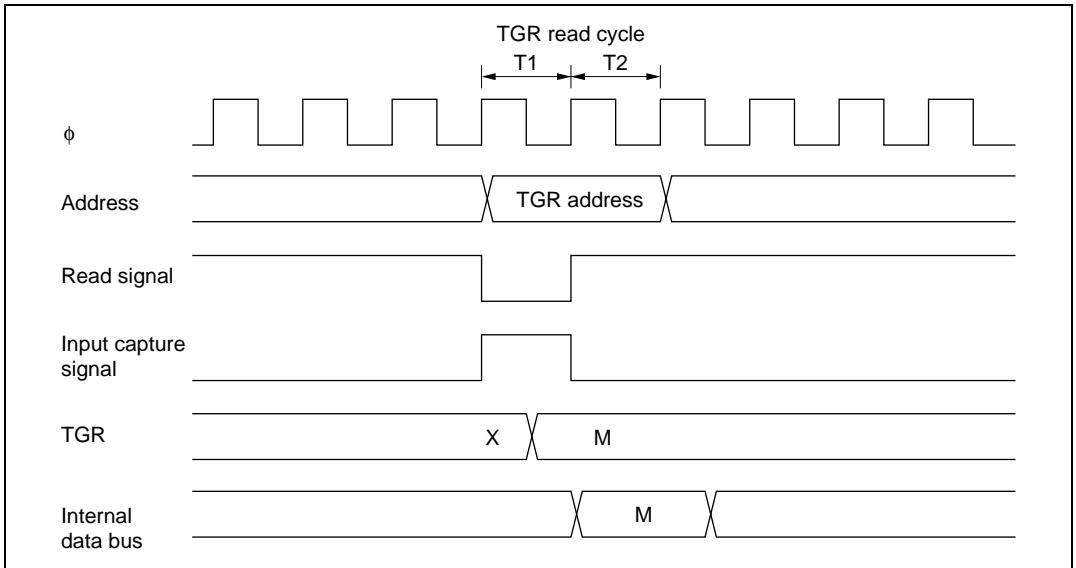 TGR read cycle
T1 T2
ϕ
Address
TGR address
Read signal
Input capture
signal
TGR
X M
Internal
data bus
M